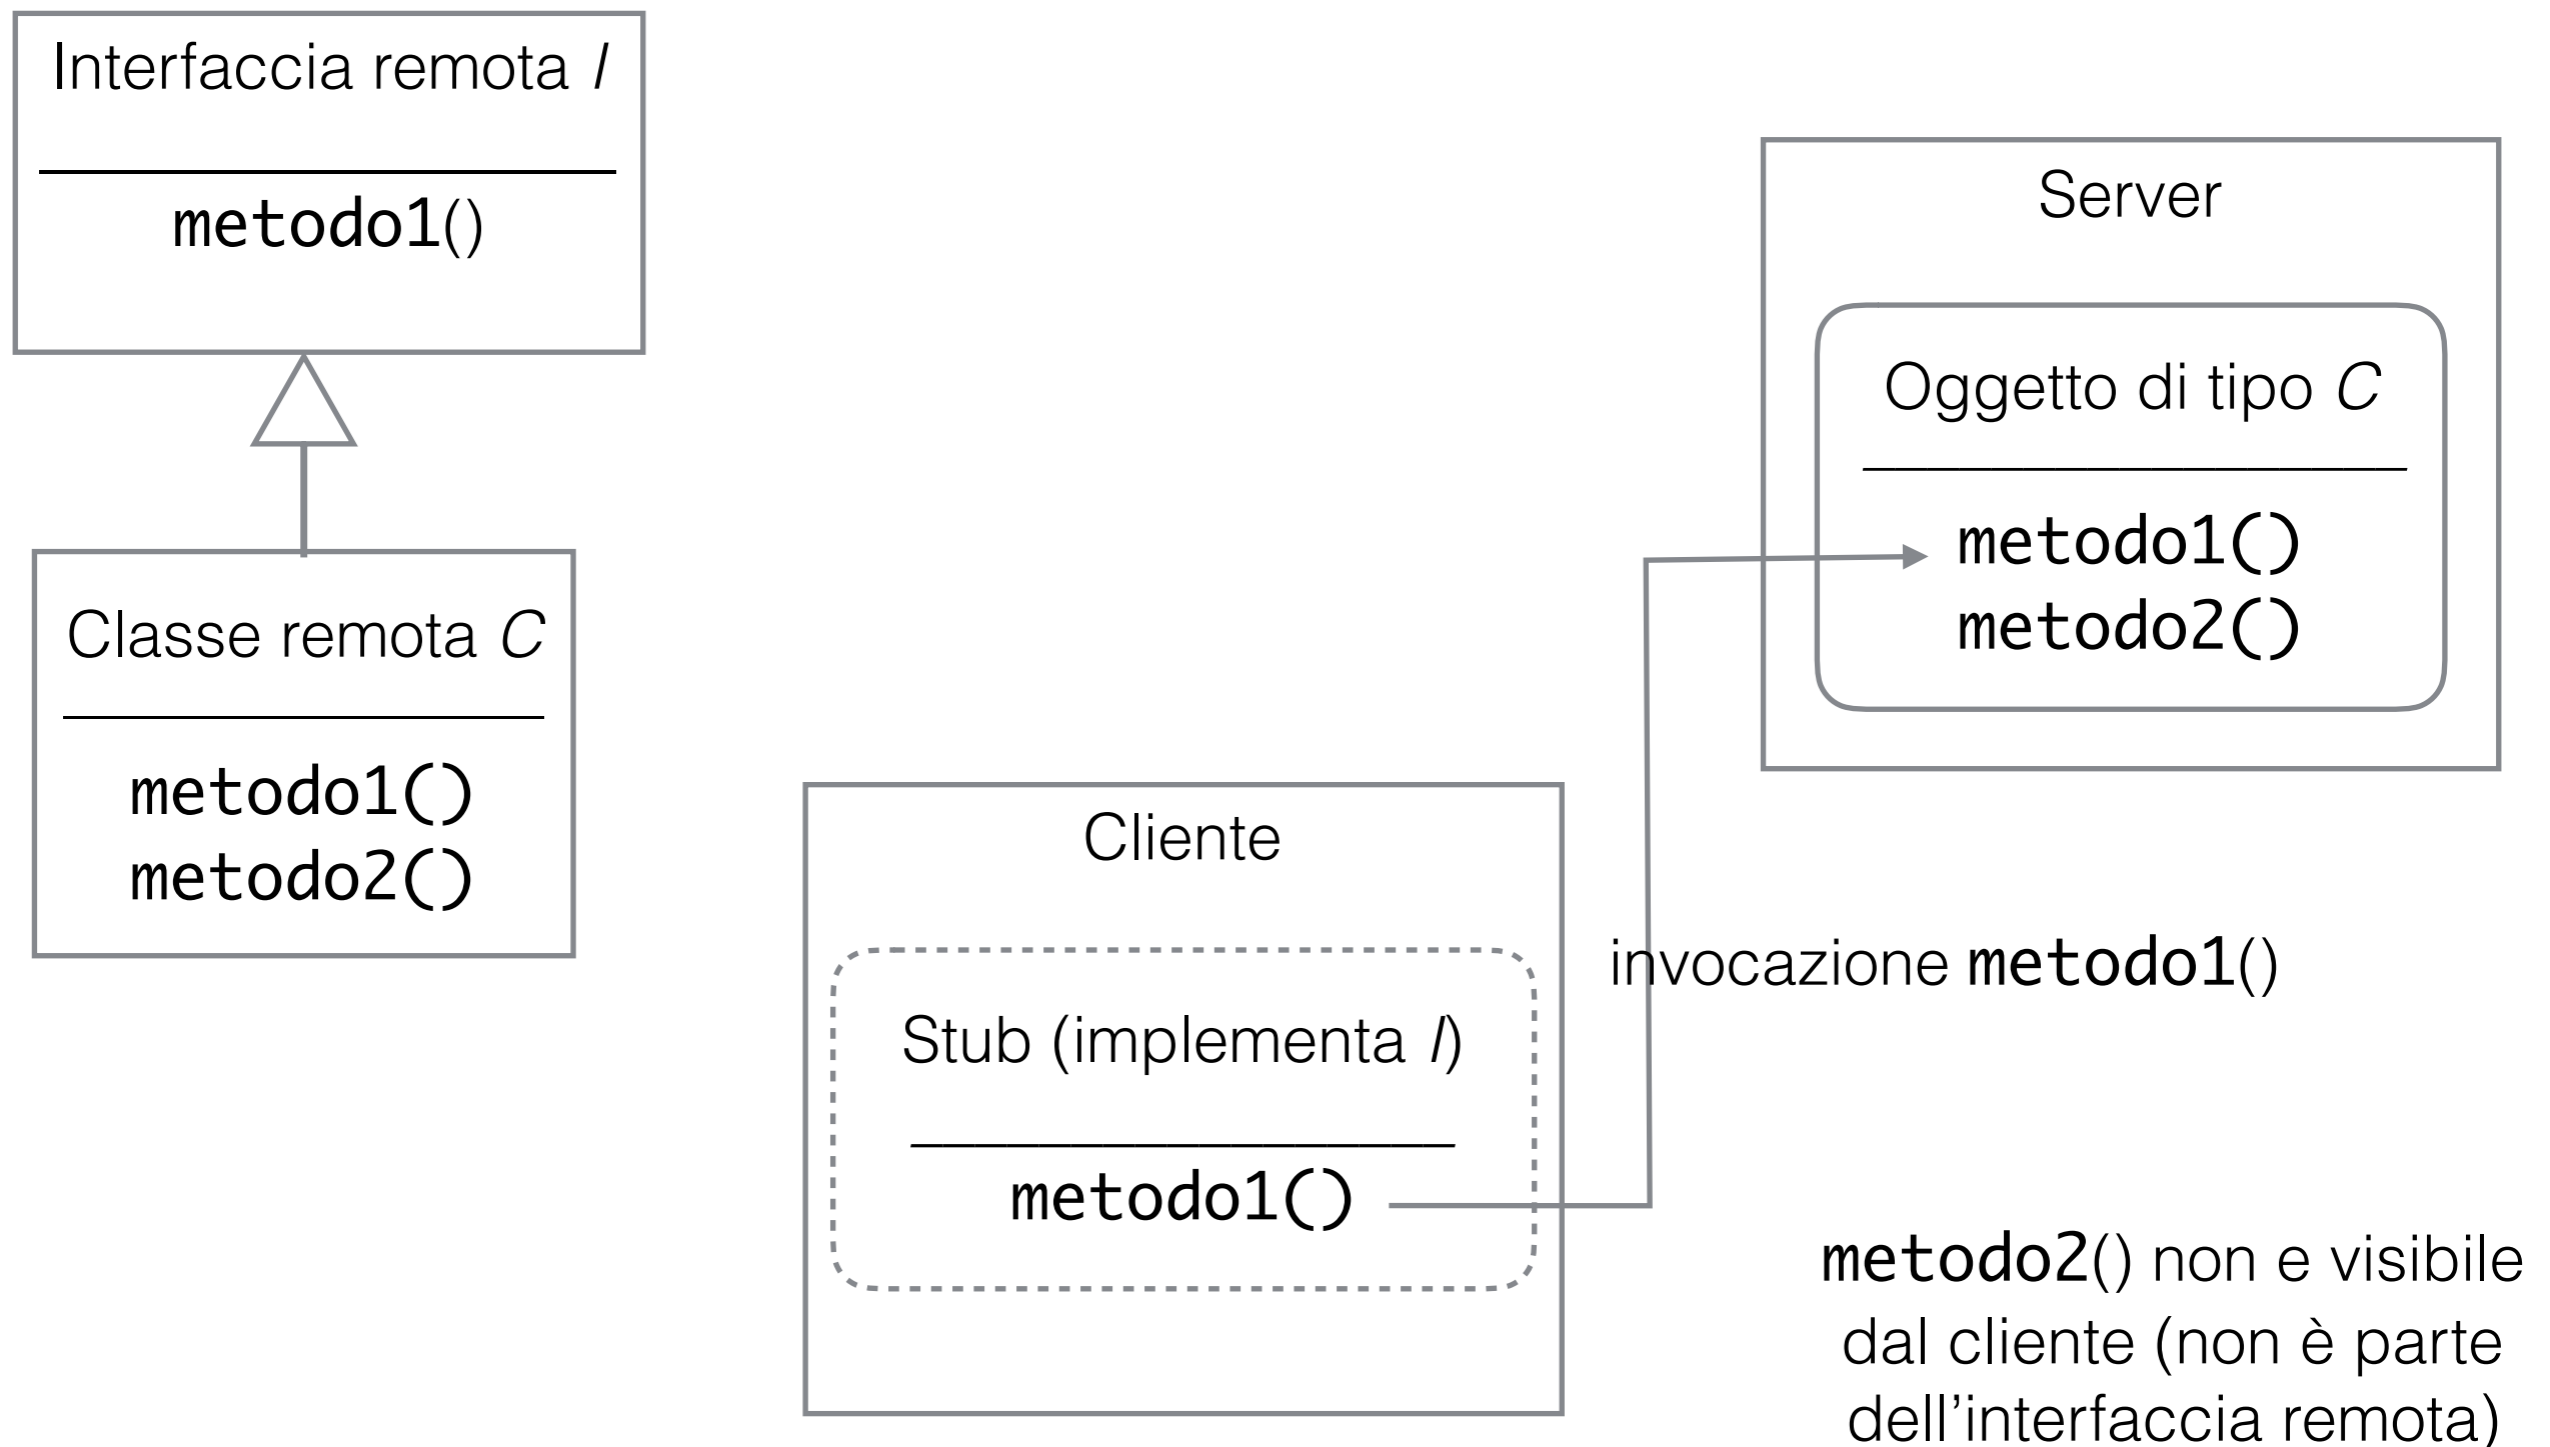 Interfaccia remota I
metodo1()
Classe remota C
metodo1()
metodo2()
Cliente
Stub (implementa I)
metodo1()
Server
Oggetto di tipo C
metodo1()
metodo2()
invocazione metodo1()
metodo2() non e visibile
dal cliente (non è parte
dell’interfaccia remota)